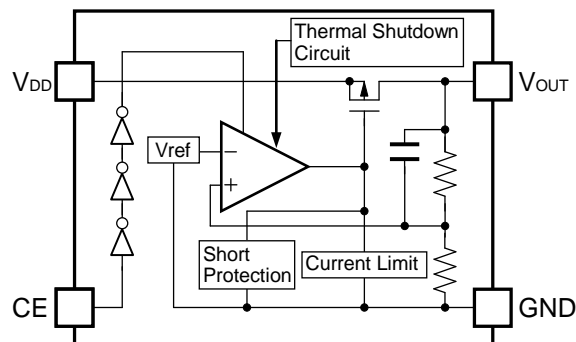 Thermal Shutdown
Circuit
VDD
VOUT
Vref
−
+
Short
Protection
Current Limit
CE
GND